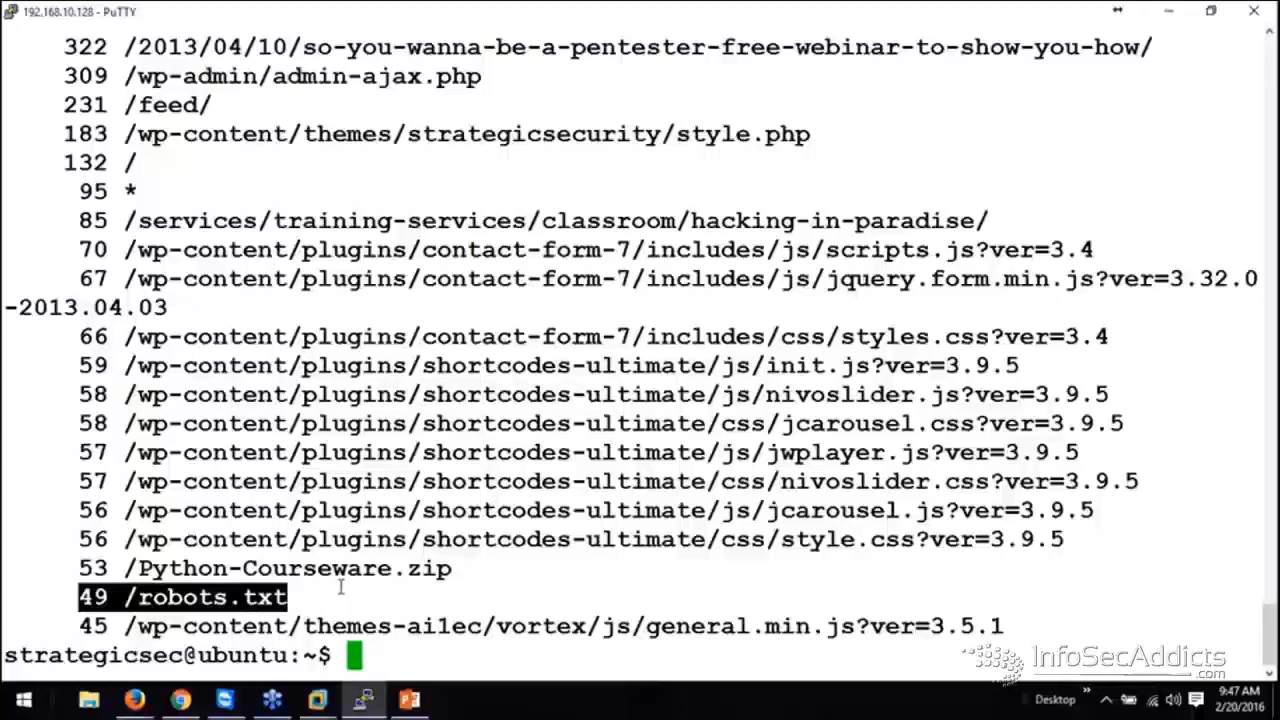 192.168.10.128 - PuTTY
322 /2013/04/10/so-you-wanna-be-a-pentester-free-webinar-to-show-you-how/
309 /wp-admin/admin-ajax.php
231 /feed/
183 /wp-content/themes/strategicsecurity/style.php
132 /
95 *
85 /services/training-services/classroom/hacking-in-paradise/
70 /wp-content/plugins/contact-form-7/includes/js/scripts.js?ver=3.4
67 /wp-content/plugins/contact-form-7/includes/js/jquery.form.min.js?ver=3.32.0
-2013.04.03
66 /wp-content/plugins/contact-form-7/includes/css/styles.css?ver=3.4
59 /wp-content/plugins/shortcodes-ultimate/js/init.js?ver=3.9.5
58 /wp-content/plugins/shortcodes-ultimate/js/nivoslider.js?ver=3.9.5
58 /wp-content/plugins/shortcodes-ultimate/css/jcarousel.css?ver=3.9.5
57 /wp-content/plugins/shortcodes-ultimate/js/jwplayer.js?ver=3.9.5
57 /wp-content/plugins/shortcodes-ultimate/css/nivoslider.css?ver=3.9.5
56 /wp-content/plugins/shortcodes-ultimate/js/jcarousel.js?ver=3.9.5
56 /wp-content/plugins/shortcodes-ultimate/css/style.css?ver=3.9.5
53 /Python-Courseware.zip
49 /robots.txt
45 /wp-content/themes-ai1ec/vortex/js/general.min.js?ver=3.5.1
strategicsec@ubuntu:~$
InfoSecAddicts
.com
Desktop
9:47 AM
2/20/2016